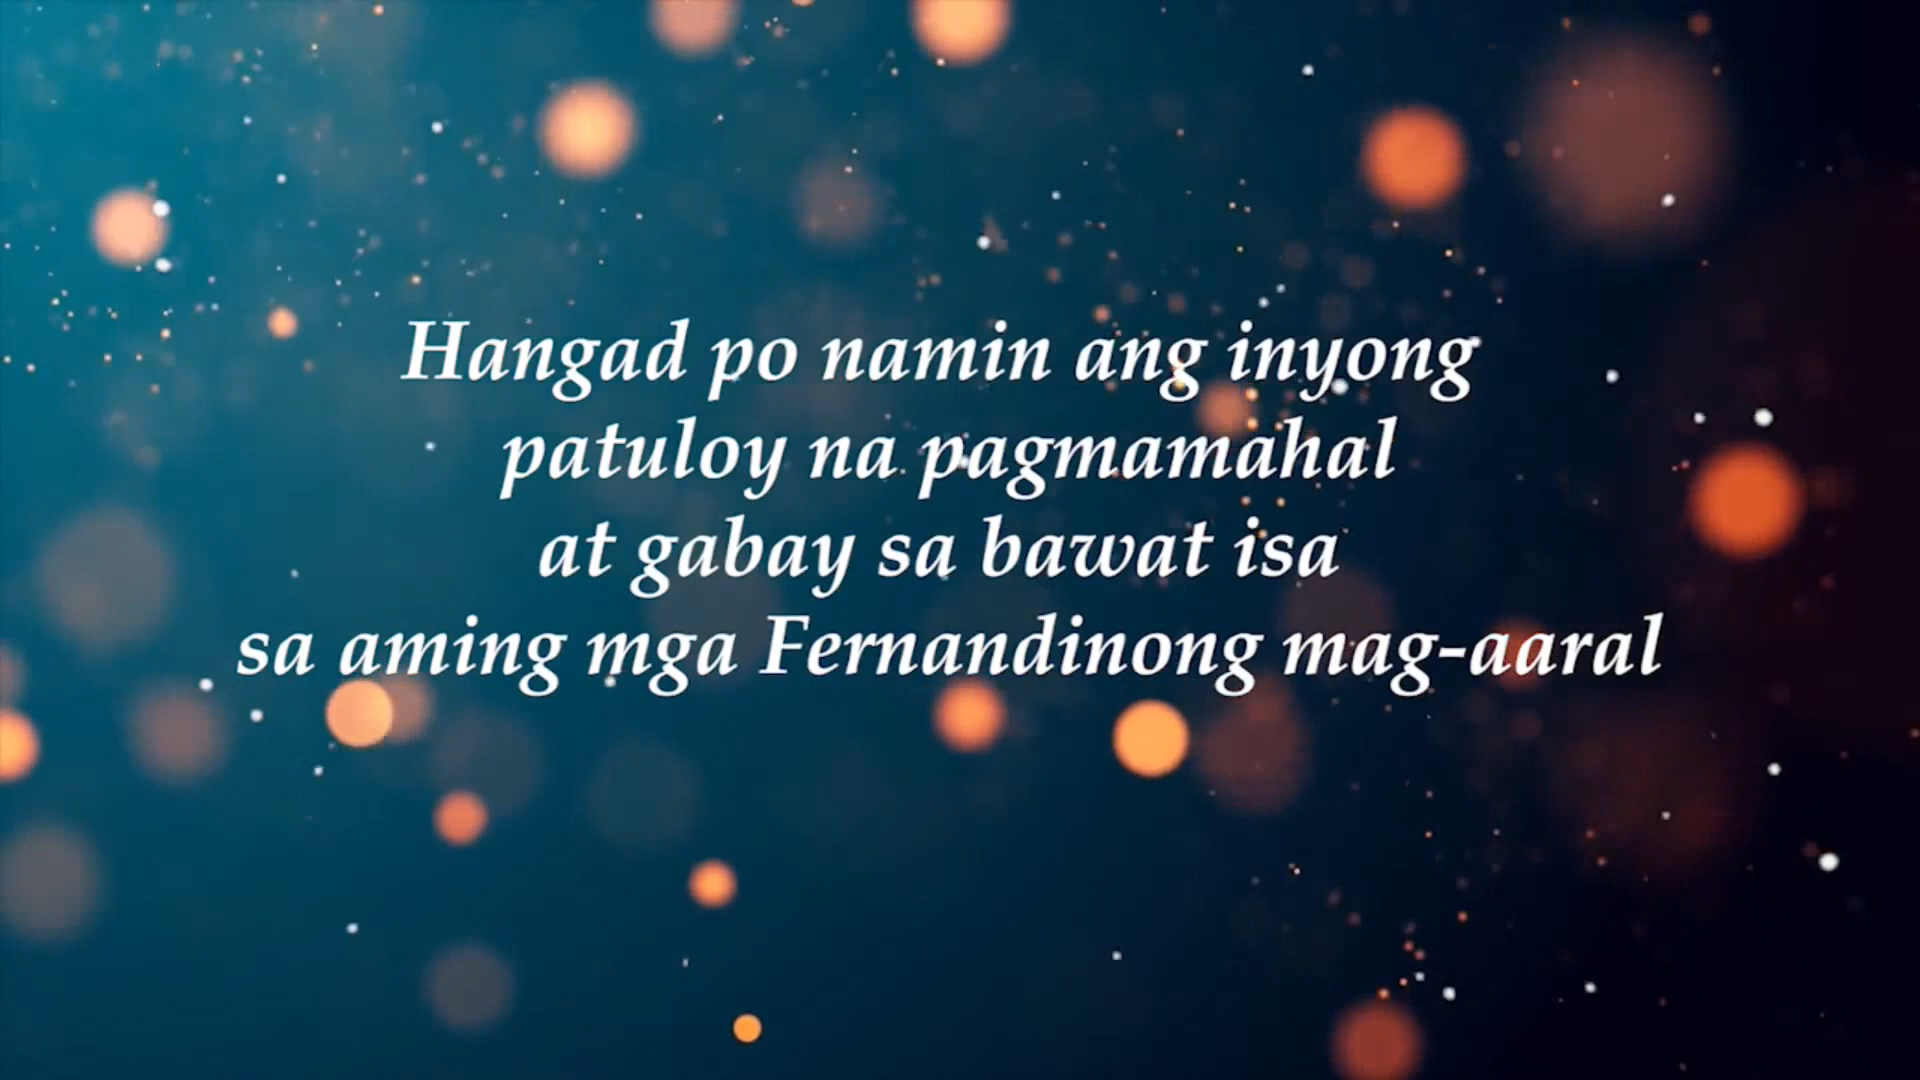 Hangad po namin ang inyong
patuloy na pagmamahal
at gabay sa bawat isa
sa aming mga Fernandinong mag-aaral